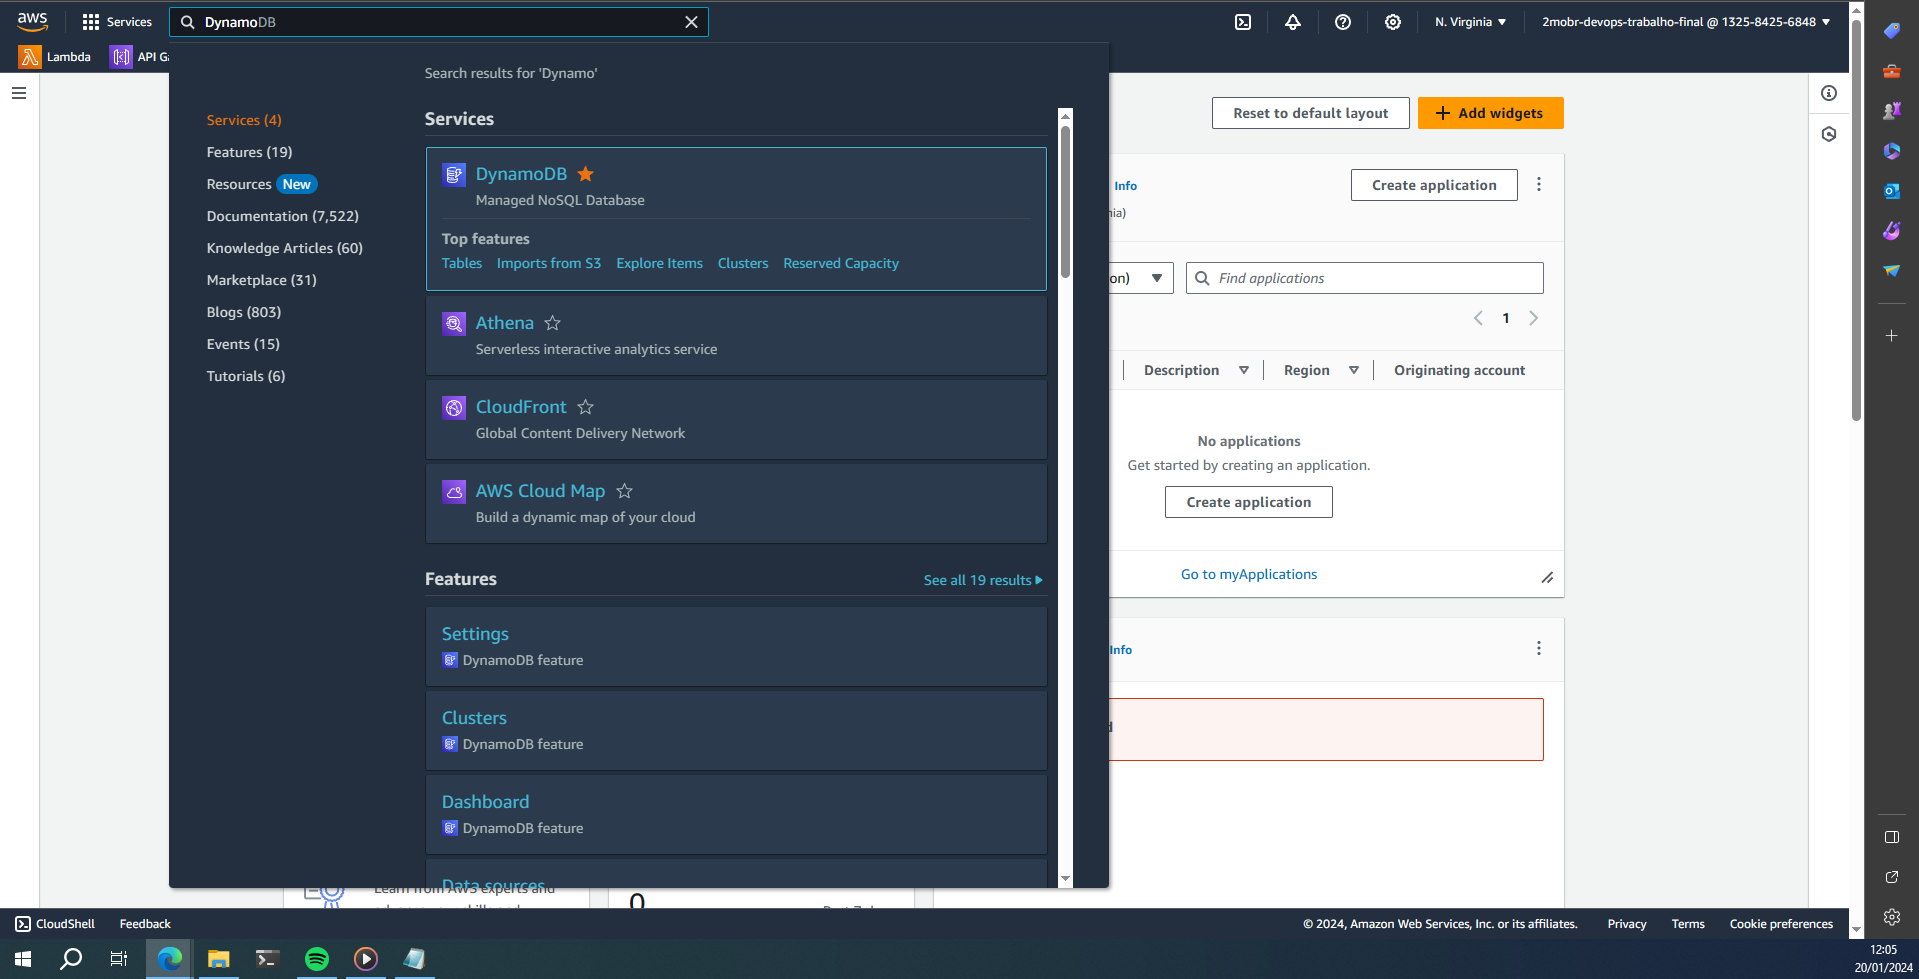 aws
Services
DynamoDB
N. Virginia
2mobr-devops-trabalho-final @ 1325-8425-6848
Lambda
API Ga
Search results for 'Dynamo'
Services (4)
Features (19)
Resources New
Documentation (7,522)
Knowledge Articles (60)
Marketplace (31)
Blogs (803)
Events (15)
Tutorials (6)
Services
DynamoDB
Managed NoSQL Database
Top features
Tables Imports from S3 Explore Items Clusters Reserved Capacity
Athena
Serverless interactive analytics service
CloudFront
Global Content Delivery Network
AWS Cloud Map
Build a dynamic map of your cloud
Features
See all 19 results
Settings
DynamoDB feature
Clusters
DynamoDB feature
Dashboard
DynamoDB feature
Data sources
Reset to default layout
Add widgets
Info
Create application
nia)
on)
Find applications
1
Description
Region
Originating account
No applications
Get started by creating an application.
Create application
Go to myApplications
Info
d
Learn from AWS experts and
0
CloudShell
Feedback
© 2024, Amazon Web Services, Inc. or its affiliates.
Privacy
Terms
Cookie preferences
12:05
20/01/2024